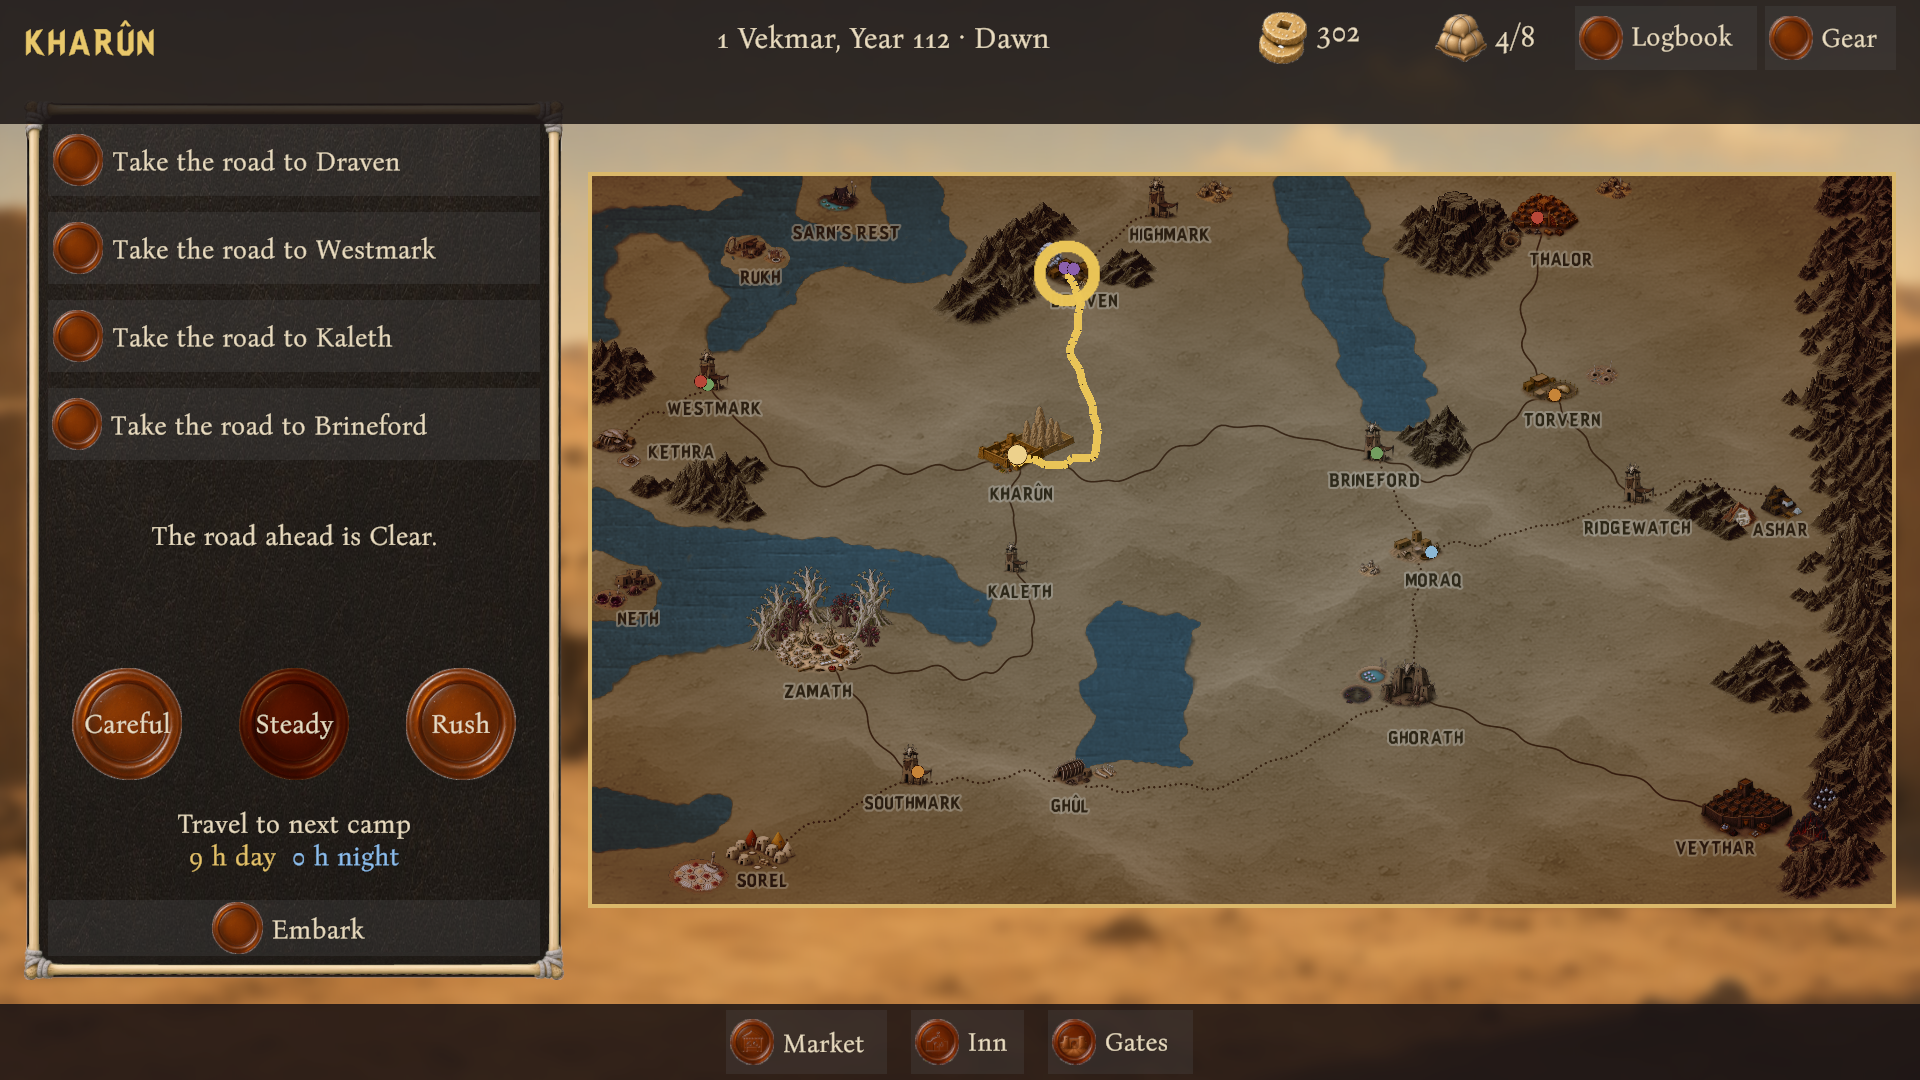 KHARÛN
1 Vekmar, Year 112 · Dawn
302
4/8
Logbook
Gear
Take the road to Draven
Take the road to Westmark
Take the road to Kaleth
Take the road to Brineford
The road ahead is Clear.
Careful
Steady
Rush
Travel to next camp
9 h day 0 h night
Embark
SARN'S REST
HIGHMARK
RUKH
THALOR
WESTMARK
TORVERN
KETHRA
BRINEFORD
KHARÛN
RIDGEWATCH
ASHAR
KALETH
MORAQ
NETH
ZAMATH
GHORATH
SOUTHMARK
GHÛL
VEYTHAR
SOREL
Market
Inn
Gates